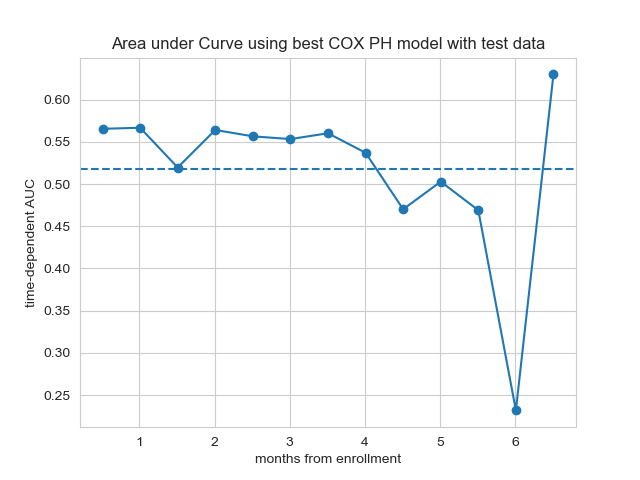 Area under Curve using best COX PH model with test data
time-dependent AUC
0.60
0.55
0.50
0.45
0.40
0.35
0.30
0.25
1 2 3 4 5 6
months from enrollment